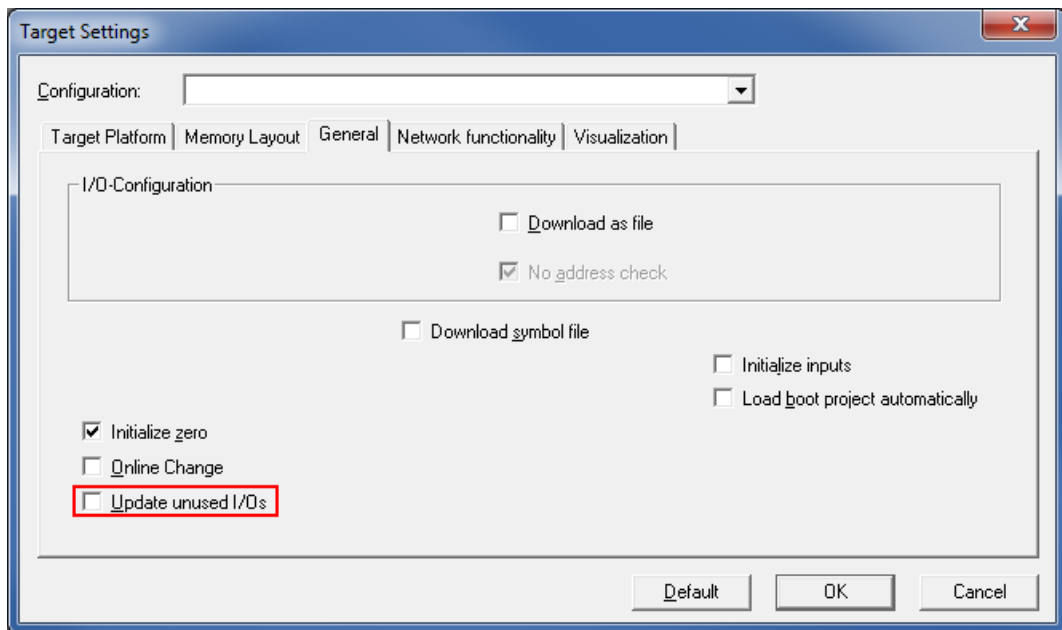 Target Settings
Configuration:
Target Platform Memory Layout General Network functionality Visualization
I/O-Configuration
Download as file
No address check
Download symbol file
Initialize inputs
Load boot project automatically
Initialize zero
Online Change
Update unused I/Os
Default OK Cancel